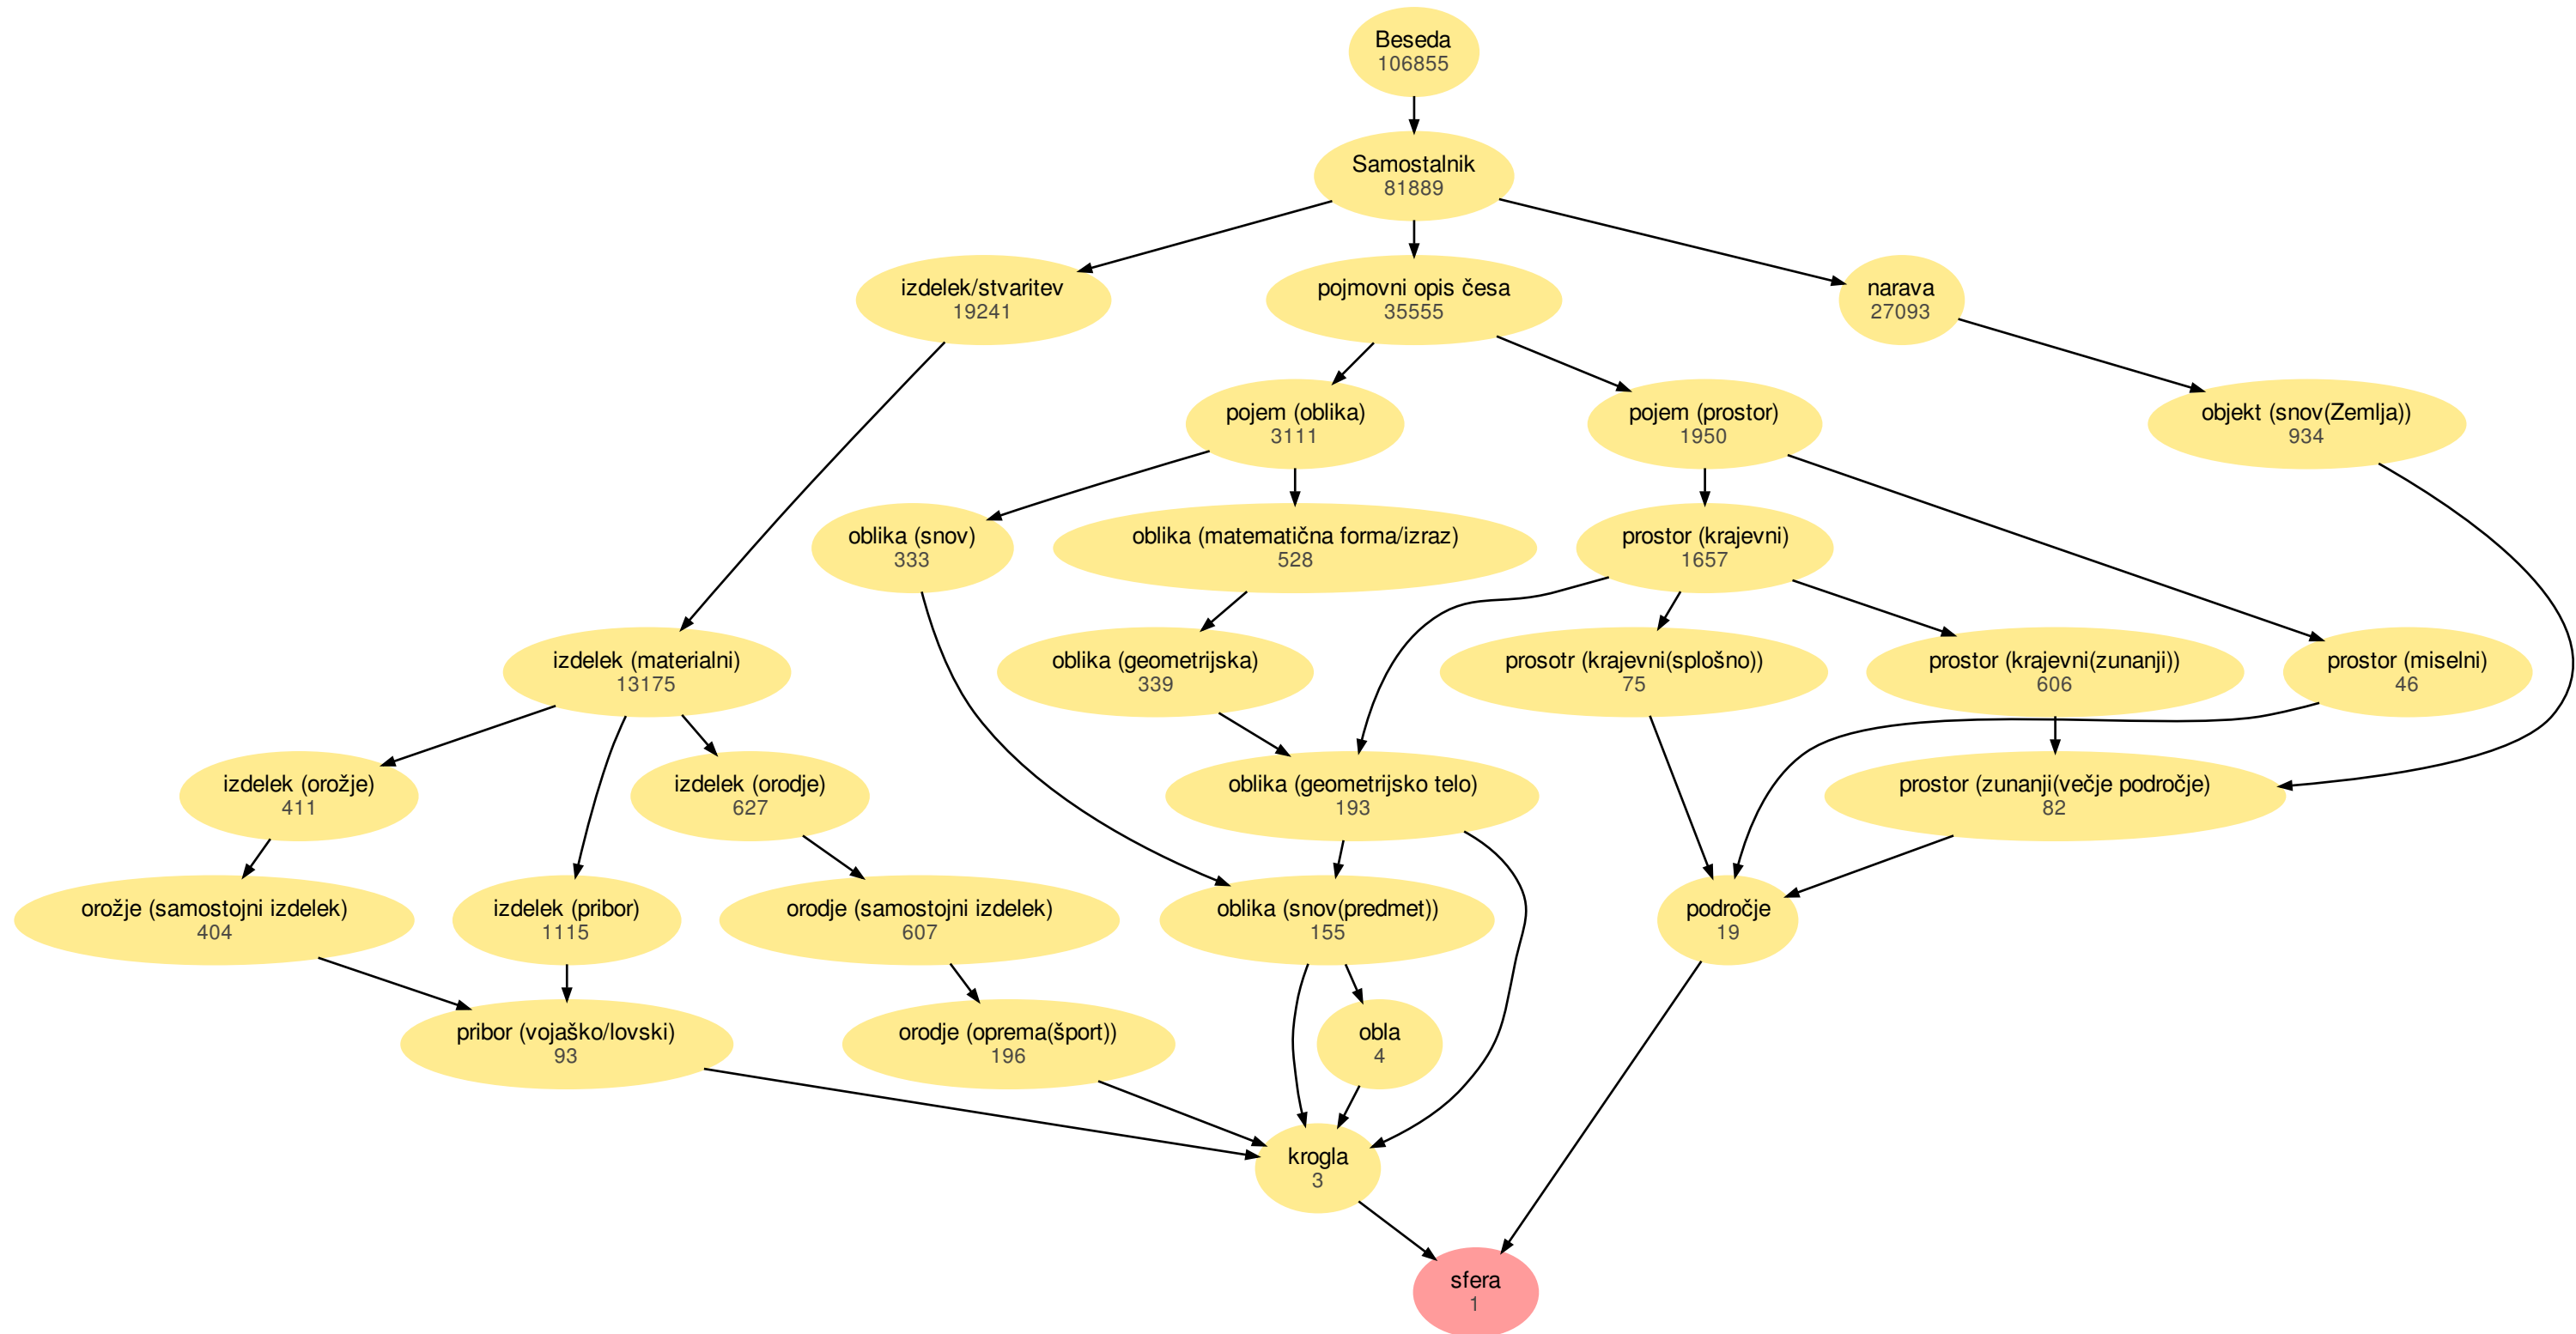 Beseda
106855
Samostalnik
81889
izdelek/stvaritev
19241
pojmovni opis česa
35555
narava
27093
pojem (oblika)
3111
pojem (prostor)
1950
objekt (snov(Zemlja))
934
oblika (snov)
333
oblika (matematična forma/izraz)
528
prostor (krajevni)
1657
izdelek (materialni)
13175
oblika (geometrijska)
339
prosotr (krajevni(splošno))
75
prostor (krajevni(zunanji))
606
prostor (miselni)
46
izdelek (orožje)
411
izdelek (orodje)
627
oblika (geometrijsko telo)
193
prostor (zunanji(večje področje)
82
orožje (samostojni izdelek)
404
izdelek (pribor)
1115
orodje (samostojni izdelek)
607
oblika (snov(predmet))
155
področje
19
pribor (vojaško/lovski)
93
orodje (oprema(šport))
196
obla
4
krogla
3
sfera
1